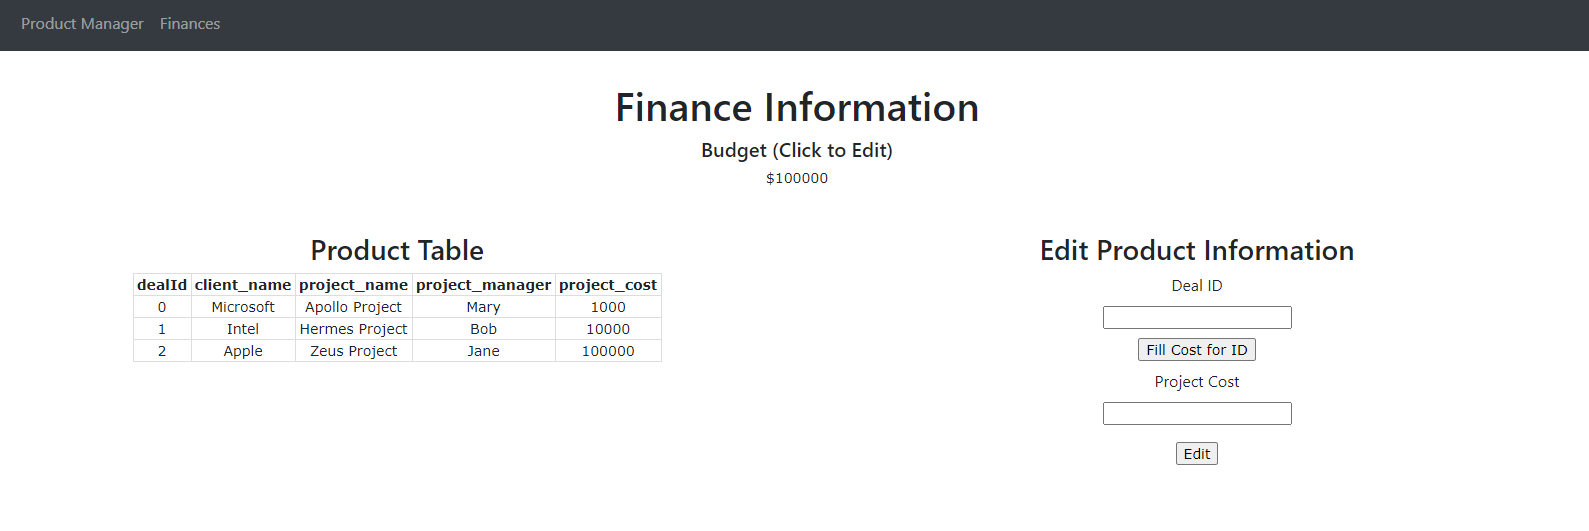 Product Manager Finances
Finance Information
Budget (Click to Edit)
$100000
Product Table
dealId client_name project_name project_manager project_cost
0 Microsoft Apollo Project Mary 1000
1 Intel Hermes Project Bob 10000
2 Apple Zeus Project Jane 100000
Edit Product Information
Deal ID
Fill Cost for ID
Project Cost
Edit